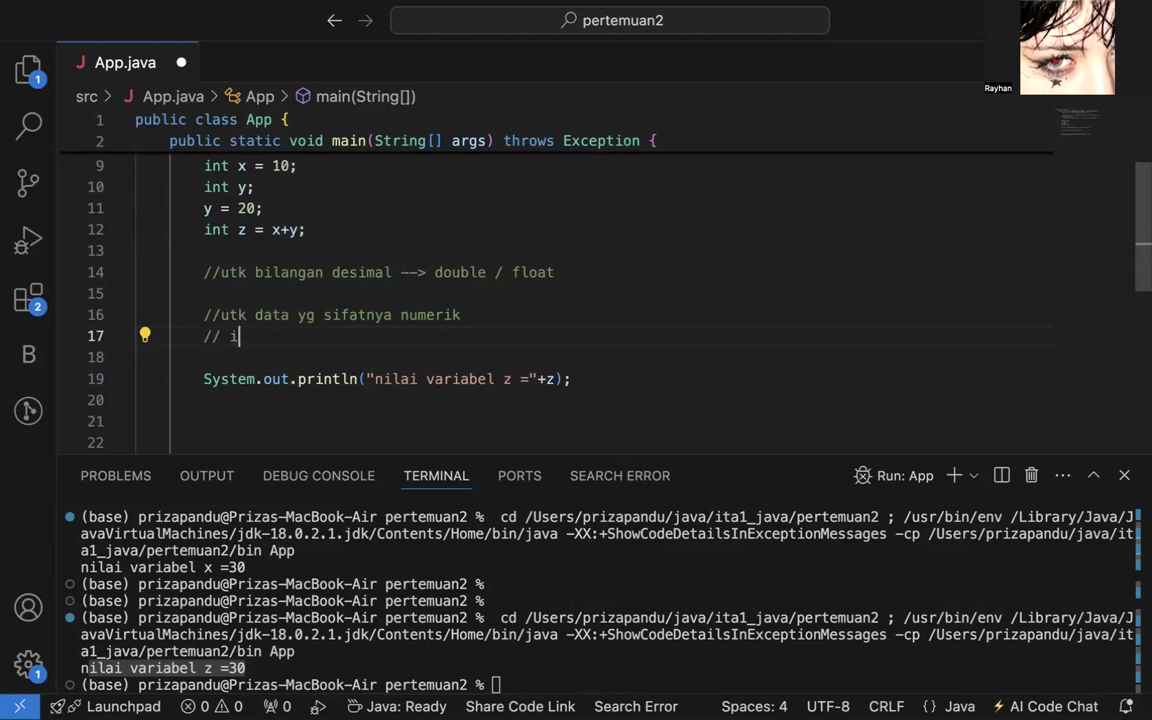 pertemuan2
App.java
Rayhan
src > App.java > App > main(String[])
1 public class App {
2 public static void main(String[] args) throws Exception {
9 int x = 10;
10 int y;
11 y = 20;
12 int z = x+y;
13
14 //utk bilangan desimal --> double / float
15
16 //utk data yg sifatnya numerik
17 // i
18
19 System.out.println("nilai variabel z ="+z);
20
21
22
1
2
B
PROBLEMS OUTPUT DEBUG CONSOLE TERMINAL PORTS SEARCH ERROR Run: App
(base) prizapandu@Prizas-MacBook-Air pertemuan2 % cd /Users/prizapandu/java/ita1_java/pertemuan2 ; /usr/bin/env /Library/Java/J
avaVirtualMachines/jdk-18.0.2.1.jdk/Contents/Home/bin/java -XX:+ShowCodeDetailsInExceptionMessages -cp /Users/prizapandu/java/it
a1_java/pertemuan2/bin App
nilai variabel x =30
(base) prizapandu@Prizas-MacBook-Air pertemuan2 %
(base) prizapandu@Prizas-MacBook-Air pertemuan2 %
(base) prizapandu@Prizas-MacBook-Air pertemuan2 % cd /Users/prizapandu/java/ita1_java/pertemuan2 ; /usr/bin/env /Library/Java/J
avaVirtualMachines/jdk-18.0.2.1.jdk/Contents/Home/bin/java -XX:+ShowCodeDetailsInExceptionMessages -cp /Users/prizapandu/java/it
a1_java/pertemuan2/bin App
nilai variabel z =30
(base) prizapandu@Prizas-MacBook-Air pertemuan2 %
1
Launchpad 0 0 0 Java: Ready Share Code Link Search Error Spaces: 4 UTF-8 CRLF {} Java AI Code Chat